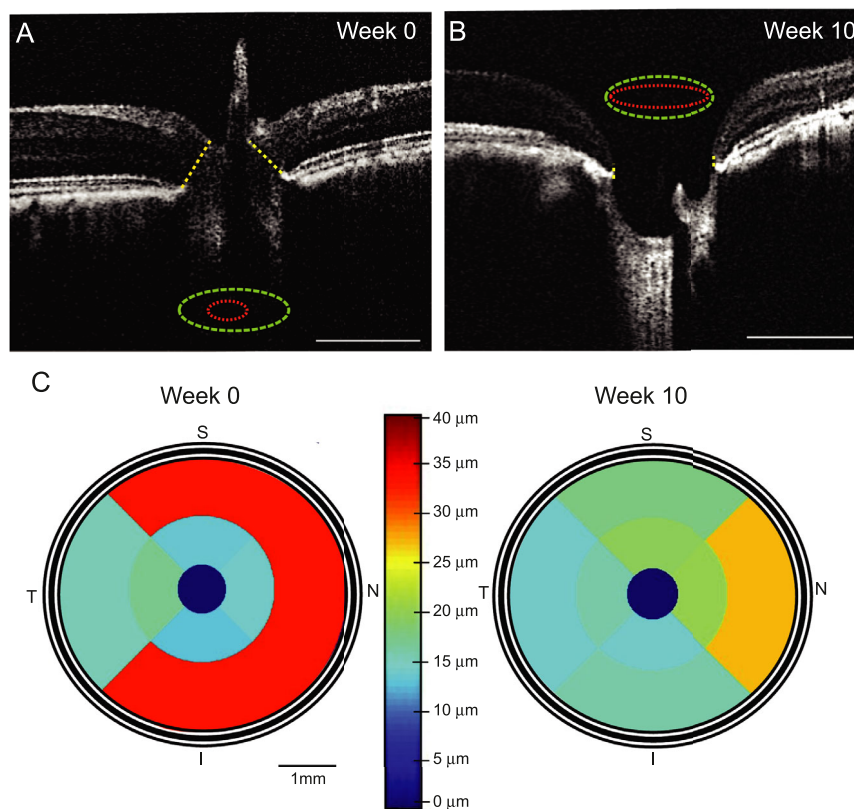 A
Week 0
B
Week 10
C
Week 0
Week 10
S
T
N
I
1mm
40 μm
35 μm
30 μm
25 μm
20 μm
15 μm
10 μm
5 μm
0 μm
S
T
N
I